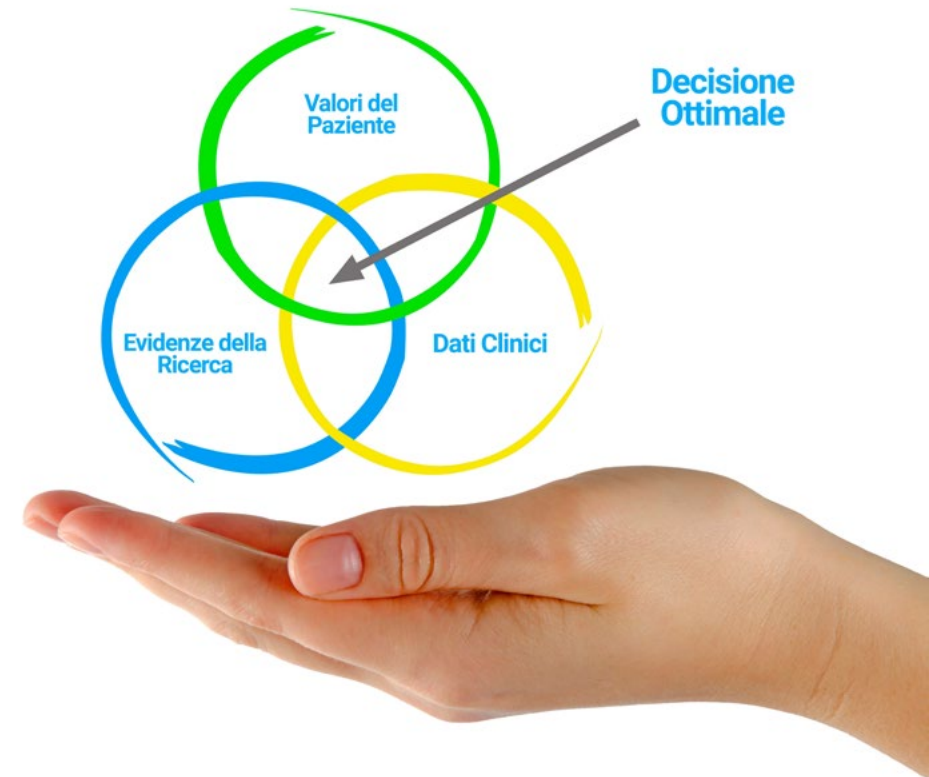 Valori del
Paziente
Decisione
Ottimale
Evidenze della
Ricerca
Dati Clinici